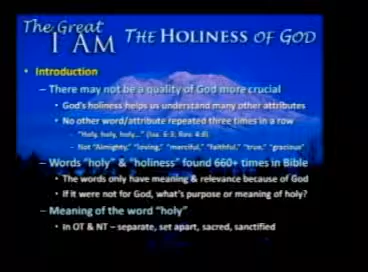 The Great
I AM THE HOLINESS OF GOD
• Introduction
– There may not be a quality of God more crucial
• God's holiness helps us understand many other attributes
• No other word/attribute repeated three times in a row
– "Holy, holy, holy..." (Isa. 6:3; Rev. 4:8)
– Not "Almighty," "loving," "merciful," "faithful," "true," "gracious"
– Words "holy" & "holiness" found 660+ times in Bible
• The words only have meaning & relevance because of God
• If it were not for God, what's purpose or meaning of holy?
– Meaning of the word "holy"
• In OT & NT – separate, set apart, sacred, sanctified